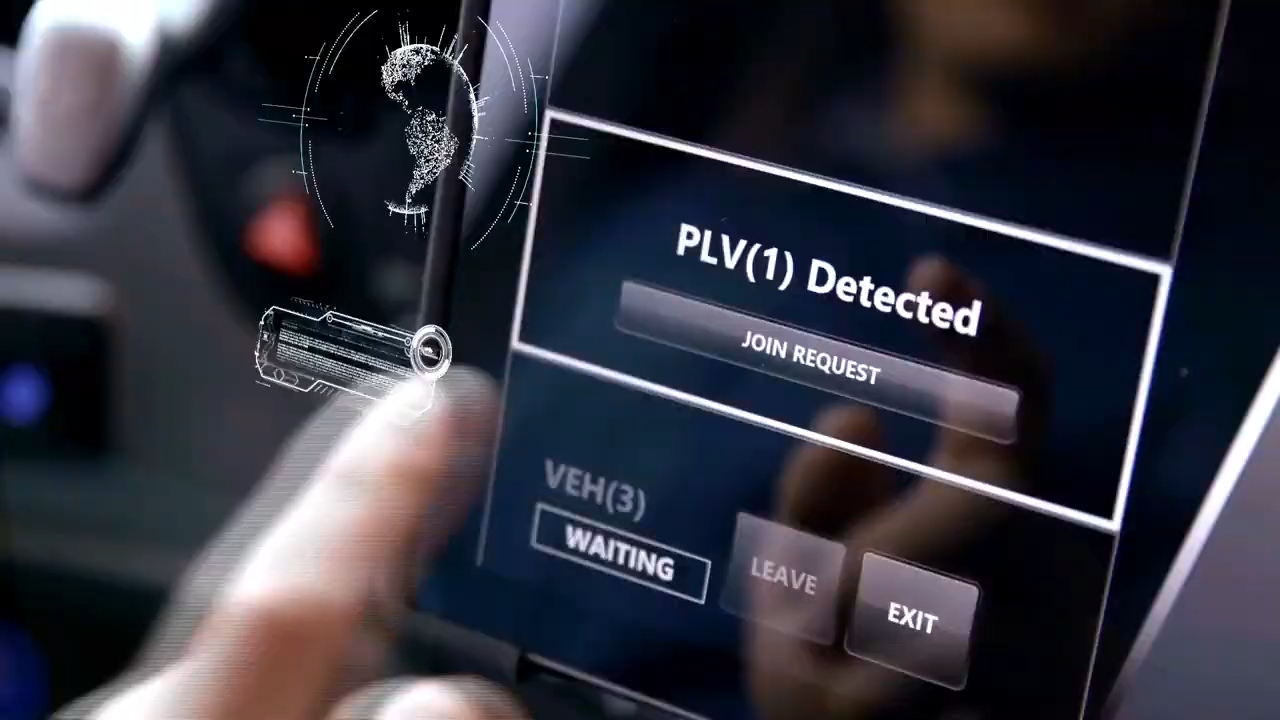 PLV(1) Detected
JOIN REQUEST
VEH(3)
WAITING
LEAVE
EXIT